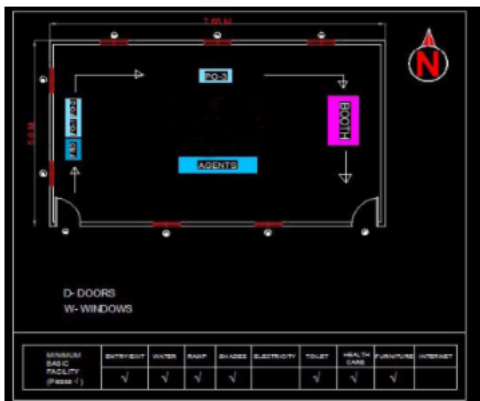 N
PO-3
BOOTH
AGENTS
D- DOORS
W- WINDOWS
MINIMUM BASIC FACILITY (Please √ )
ENTRY/EXIT WATER RAMP SHADES ELECTRICITY TOILET HEALTH CARE FURNITURE INTERNET
√ √ √ √ √ √ √